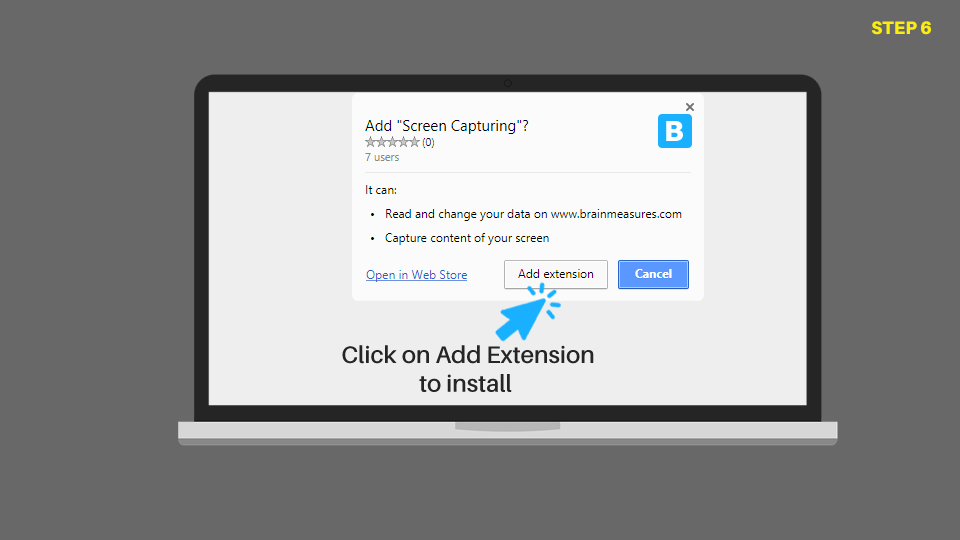 STEP 6
Add "Screen Capturing"?
(0)
7 users
B
It can:
• Read and change your data on www.brainmeasures.com
• Capture content of your screen
Open in Web Store
Add extension
Cancel
Click on Add Extension
to install